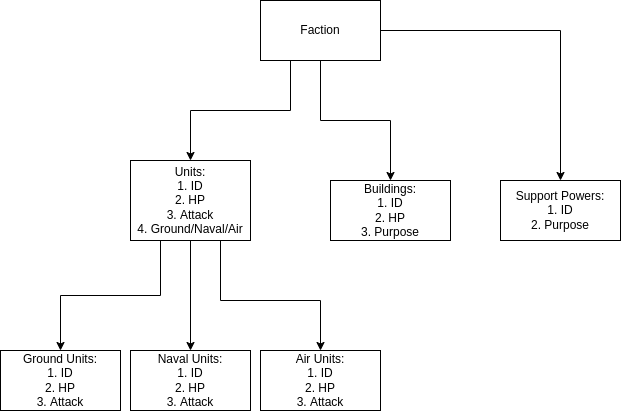 Faction
Units:
1. ID
2. HP
3. Attack
4. Ground/Naval/Air
Buildings:
1. ID
2. HP
3. Purpose
Support Powers:
1. ID
2. Purpose
Ground Units:
1. ID
2. HP
3. Attack
Naval Units:
1. ID
2. HP
3. Attack
Air Units:
1. ID
2. HP
3. Attack